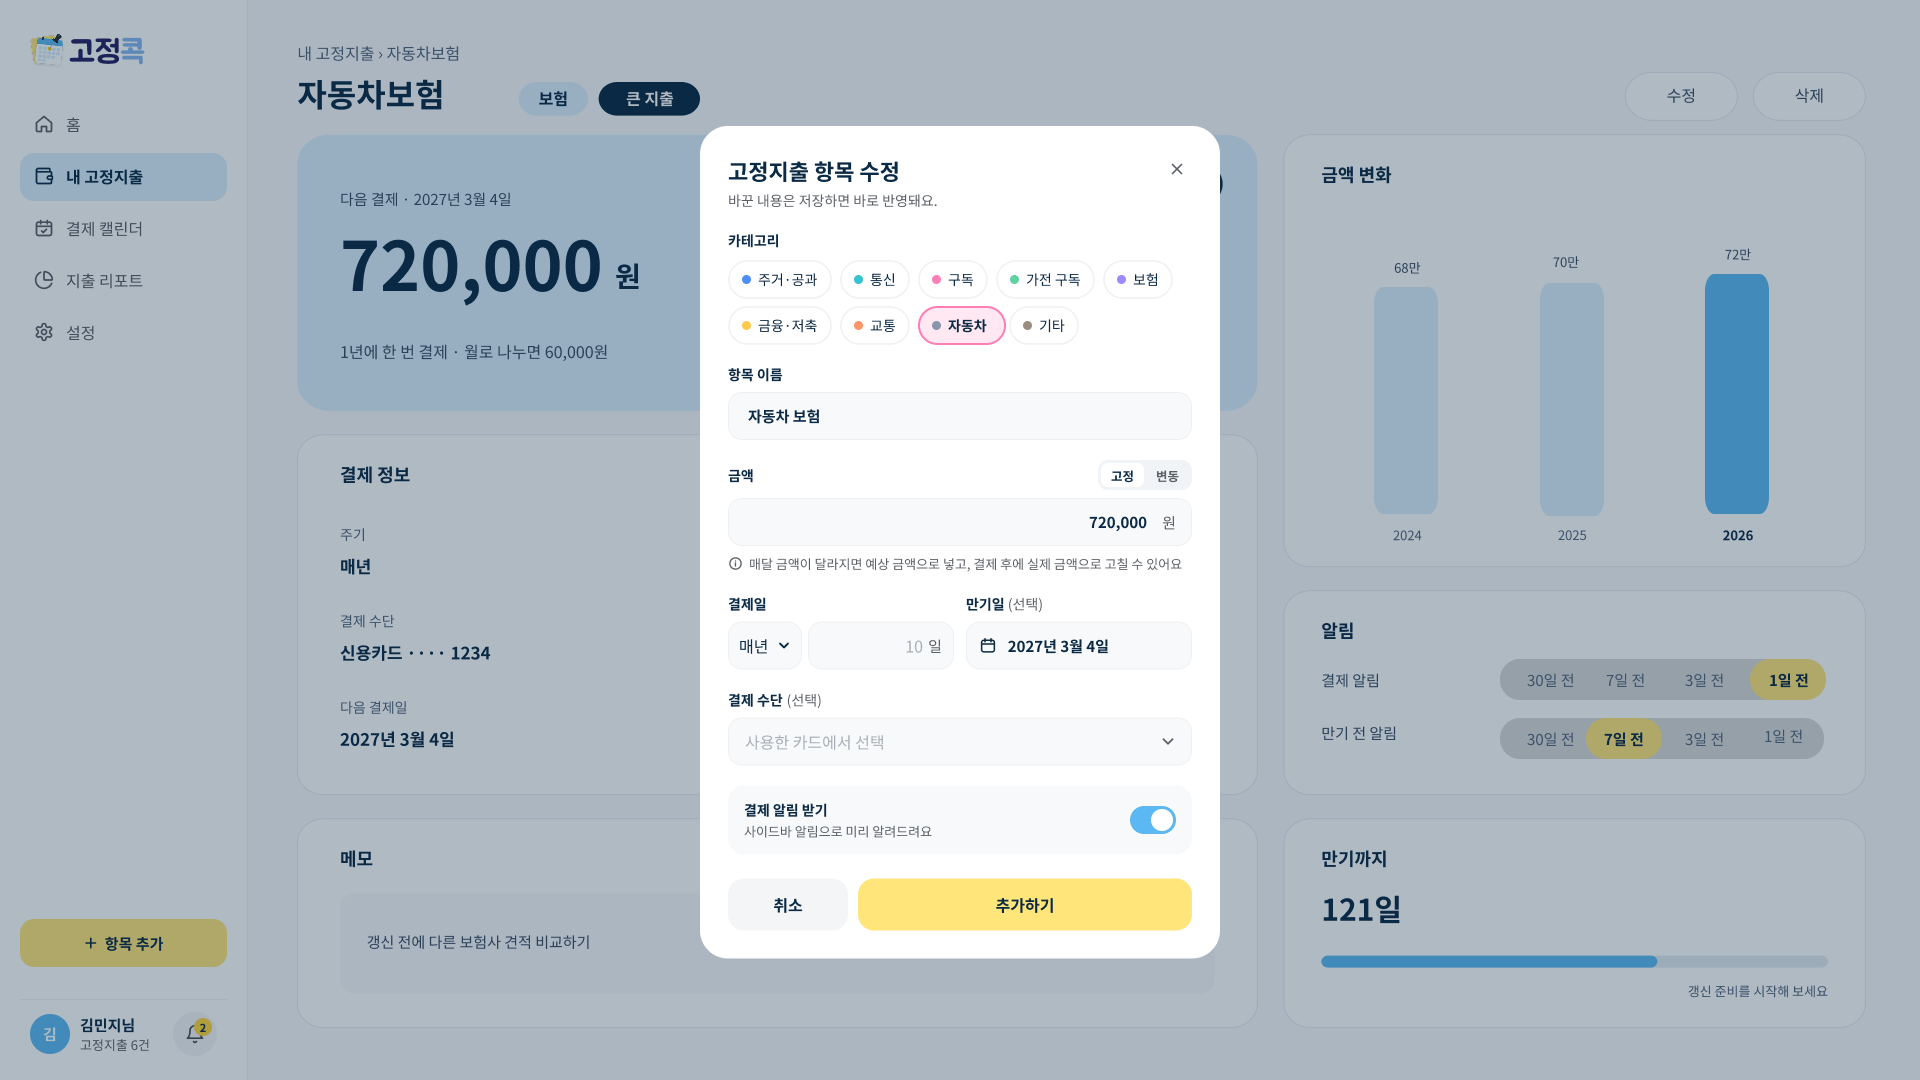 고정콕
홈
내 고정지출
결제 캘린더
지출 리포트
설정
+ 항목 추가
김
김민지님
고정지출 6건
2
내 고정지출 › 자동차보험
자동차보험
보험
큰 지출
수정
삭제
다음 결제 · 2027년 3월 4일
720,000 원
1년에 한 번 결제 · 월로 나누면 60,000원
결제 정보
주기
매년
결제 수단
신용카드 ···· 1234
다음 결제일
2027년 3월 4일
메모
갱신 전에 다른 보험사 견적 비교하기
고정지출 항목 수정
바꾼 내용은 저장하면 바로 반영돼요.
카테고리
주거·공과
통신
구독
가전 구독
보험
금융·저축
교통
자동차
기타
항목 이름
자동차 보험
금액
고정
변동
720,000 원
매달 금액이 달라지면 예상 금액으로 넣고, 결제 후에 실제 금액으로 고칠 수 있어요
결제일
만기일 (선택)
매년
10 일
2027년 3월 4일
결제 수단 (선택)
사용한 카드에서 선택
결제 알림 받기
사이드바 알림으로 미리 알려드려요
취소
추가하기
금액 변화
68만
70만
72만
2024
2025
2026
알림
결제 알림
30일 전
7일 전
3일 전
1일 전
만기 전 알림
30일 전
7일 전
3일 전
1일 전
만기까지
121일
갱신 준비를 시작해 보세요